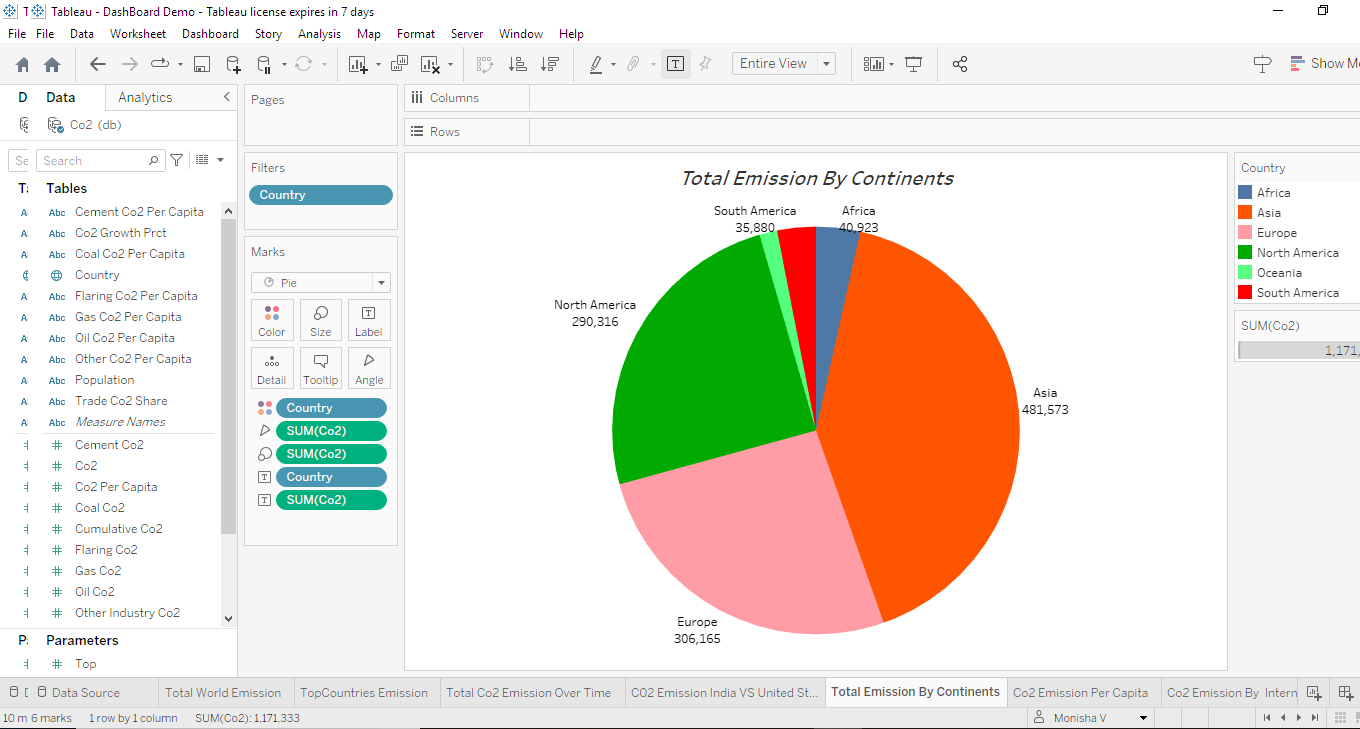 T Tableau - DashBoard Demo - Tableau license expires in 7 days
File File Data Worksheet Dashboard Story Analysis Map Format Server Window Help
Entire View
Show Me
D Data Analytics
Co2 (db)
Se Search
T: Tables
Abc Cement Co2 Per Capita
Abc Co2 Growth Prct
Abc Coal Co2 Per Capita
Country
Abc Flaring Co2 Per Capita
Abc Gas Co2 Per Capita
Abc Oil Co2 Per Capita
Abc Other Co2 Per Capita
Abc Population
Abc Trade Co2 Share
Abc Measure Names
# Cement Co2
# Co2
# Co2 Per Capita
# Coal Co2
# Cumulative Co2
# Flaring Co2
# Gas Co2
# Oil Co2
# Other Industry Co2
P: Parameters
# Top
Pages
Filters
Country
Marks
Pie
Color Size Label
Detail Tooltip Angle
Country
SUM(Co2)
SUM(Co2)
Country
SUM(Co2)
Columns
Rows
Total Emission By Continents
South America
35,880
Africa
40,923
North America
290,316
Asia
481,573
Europe
306,165
Country
Africa
Asia
Europe
North America
Oceania
South America
SUM(Co2)
1,171,
Data Source Total World Emission TopCountries Emission Total Co2 Emission Over Time CO2 Emission India VS United St... Total Emission By Continents Co2 Emission Per Capita Co2 Emission By Intern
10 m 6 marks 1 row by 1 column SUM(Co2): 1,171,333 Monisha V